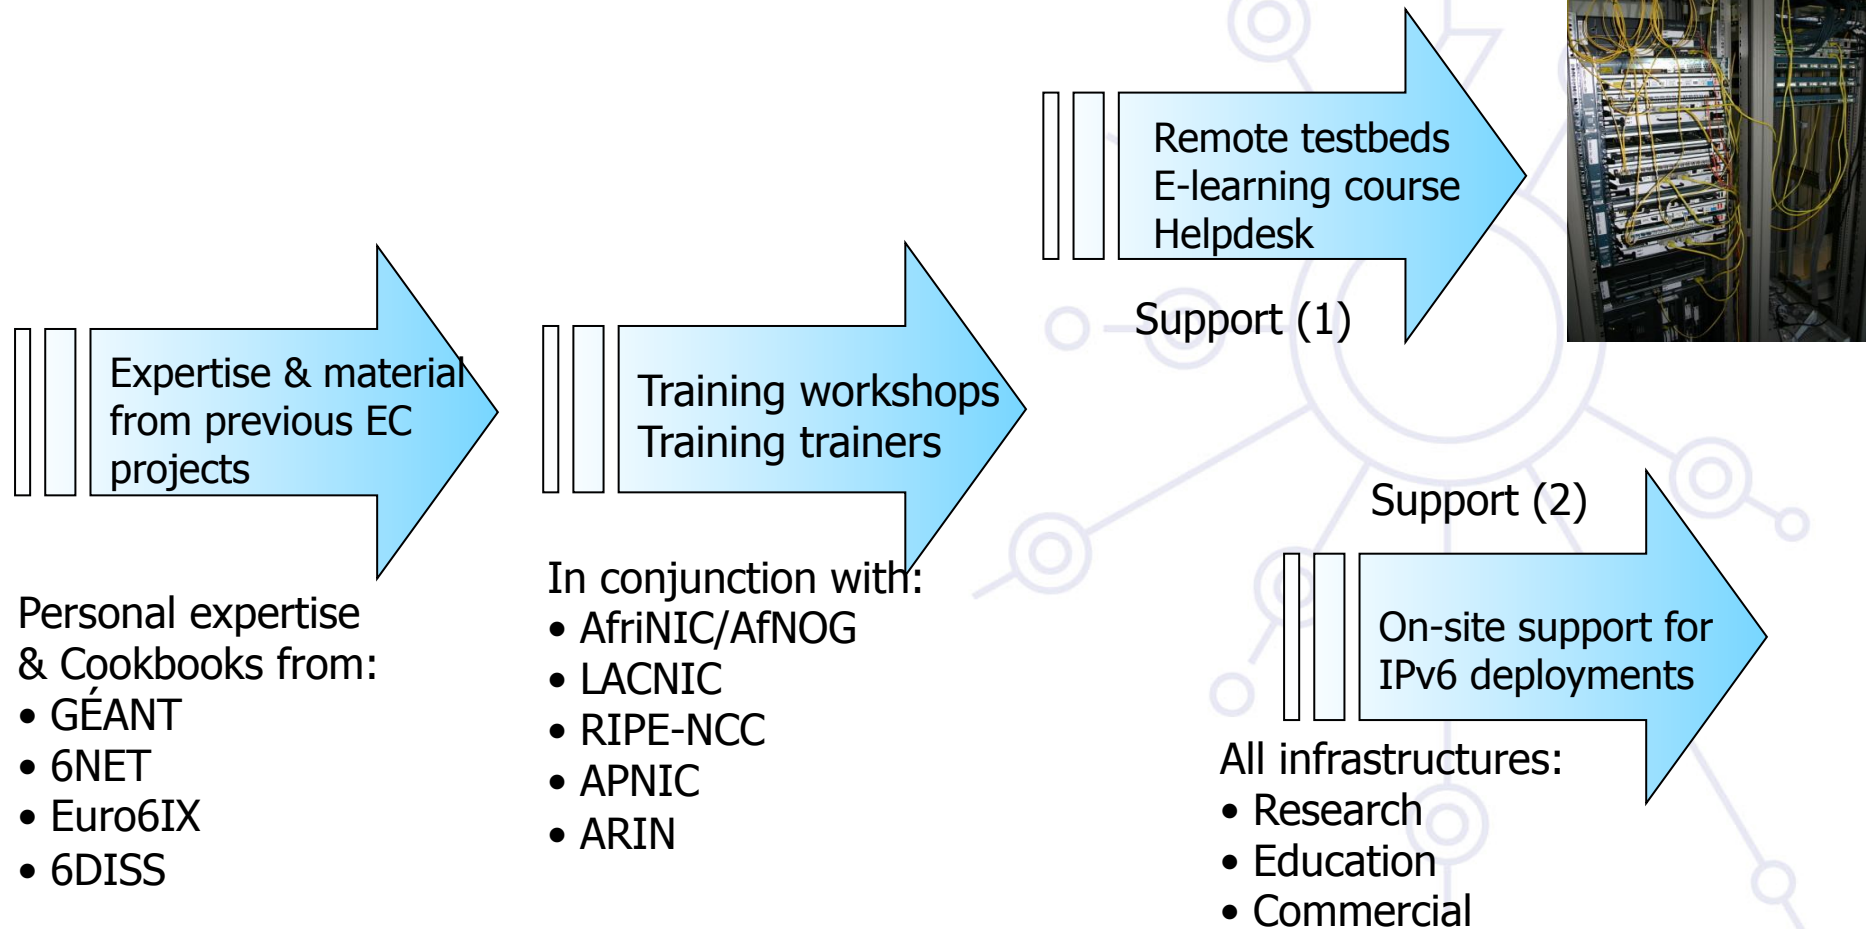 Expertise & material
from previous EC
projects
Personal expertise
& Cookbooks from:
• GÉANT
• 6NET
• Euro6IX
• 6DISS
Training workshops
Training trainers
In conjunction with:
• AfriNIC/AfNOG
• LACNIC
• RIPE-NCC
• APNIC
• ARIN
Remote testbeds
E-learning course
Helpdesk
Support (1)
Support (2)
On-site support for
IPv6 deployments
All infrastructures:
• Research
• Education
• Commercial